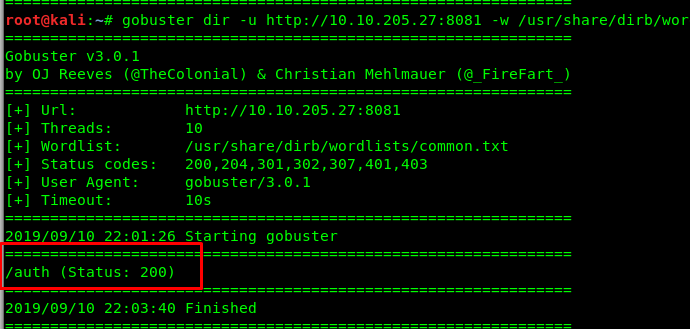 ===============================================================
root@kali:~# gobuster dir -u http://10.10.205.27:8081 -w /usr/share/dirb/wor
===============================================================
Gobuster v3.0.1
by OJ Reeves (@TheColonial) & Christian Mehlmauer (@_FireFart_)
===============================================================
[+] Url:            http://10.10.205.27:8081
[+] Threads:        10
[+] Wordlist:       /usr/share/dirb/wordlists/common.txt
[+] Status codes:   200,204,301,302,307,401,403
[+] User Agent:     gobuster/3.0.1
[+] Timeout:        10s
===============================================================
2019/09/10 22:01:26 Starting gobuster
===============================================================
/auth (Status: 200)
===============================================================
2019/09/10 22:03:40 Finished
===============================================================